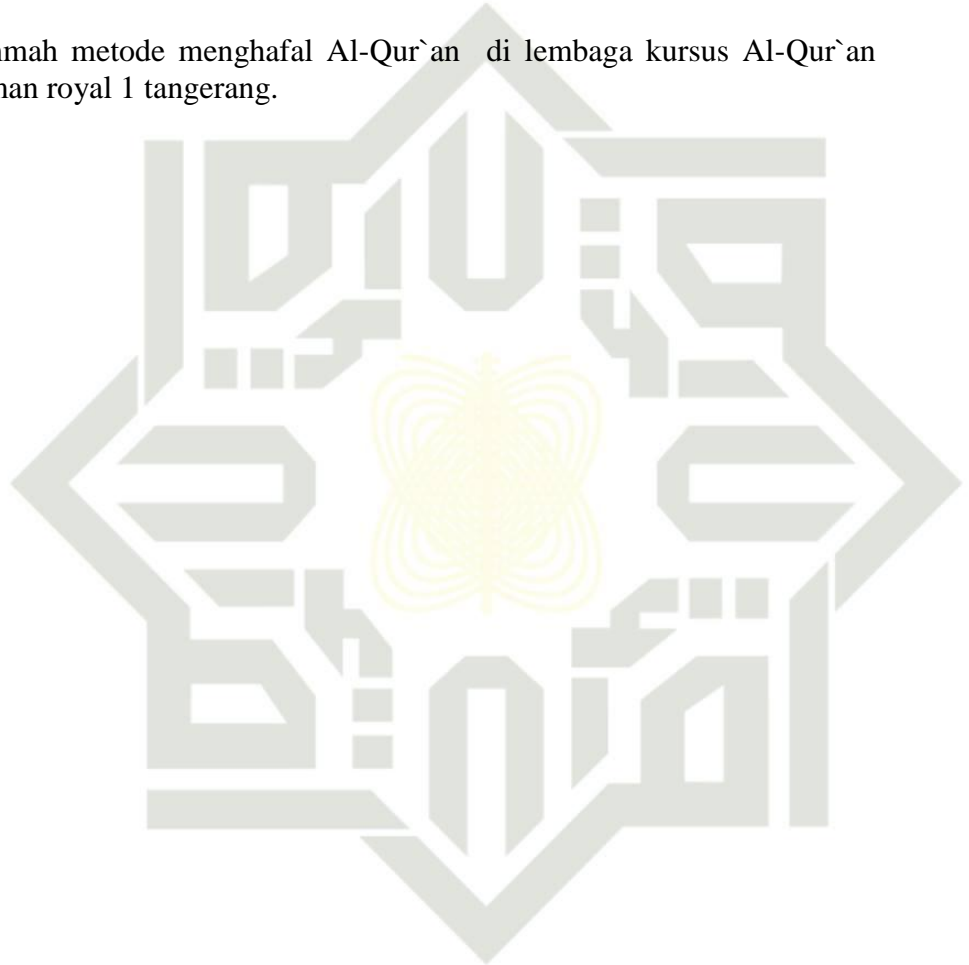 metode menghafal Al-Qur`an di lembaga kursus Al-Qur`an
royal 1 tangerang.